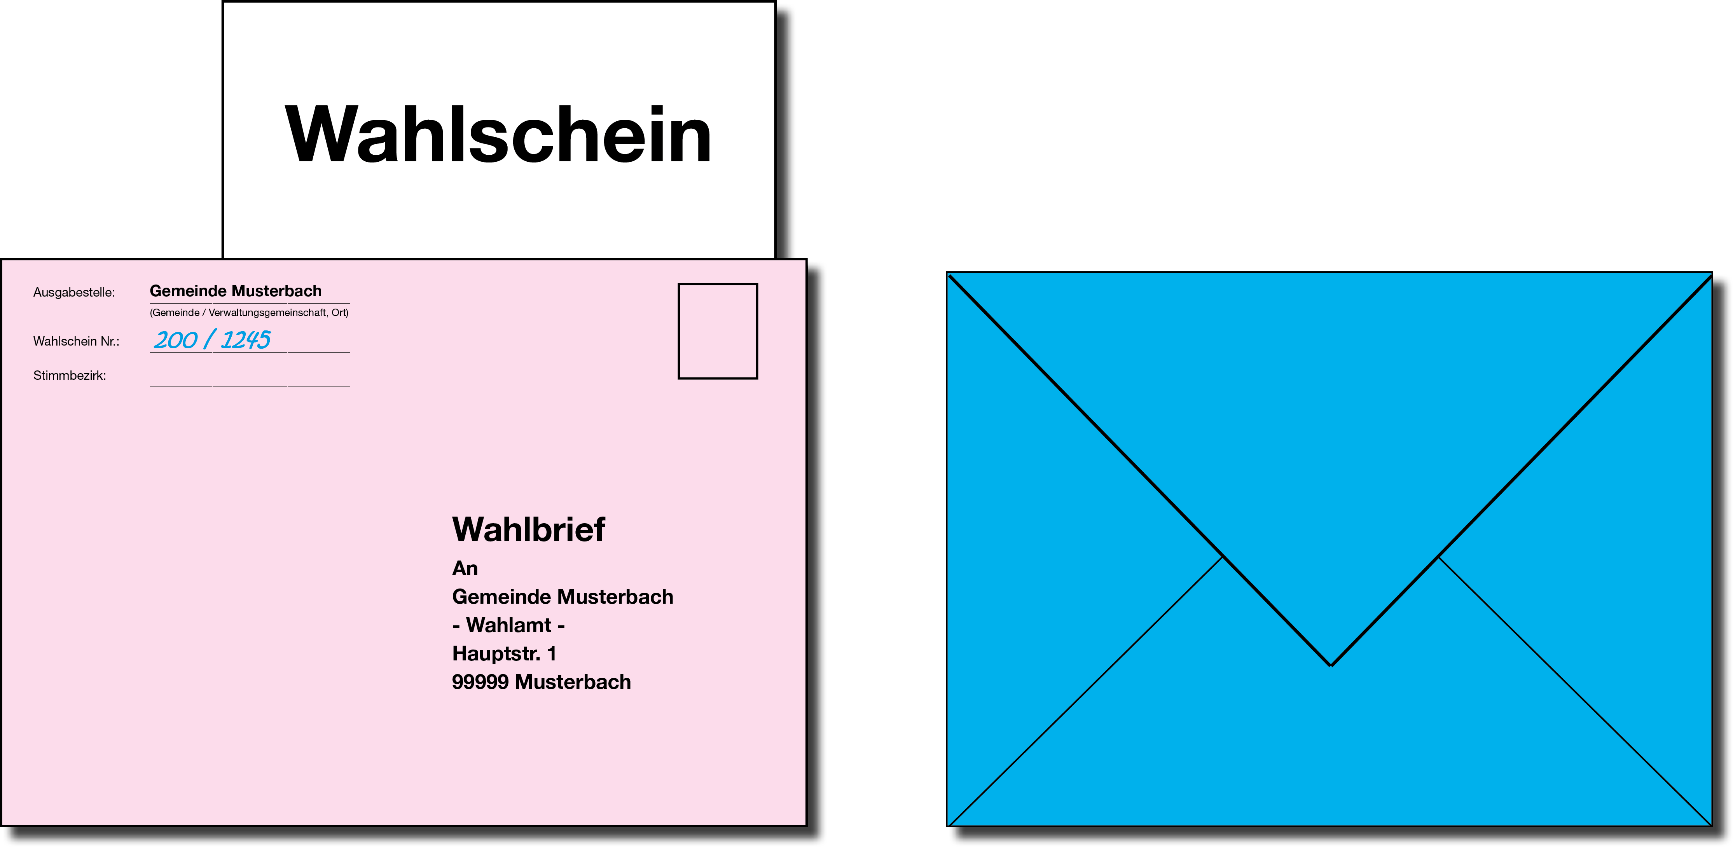 Wahlschein
Ausgabestelle: Gemeinde Musterbach
(Gemeinde / Verwaltungsgemeinschaft, Ort)
Wahlschein Nr.: 200 / 1245
Stimmbezirk:
Wahlbrief
An
Gemeinde Musterbach
- Wahlamt -
Hauptstr. 1
99999 Musterbach